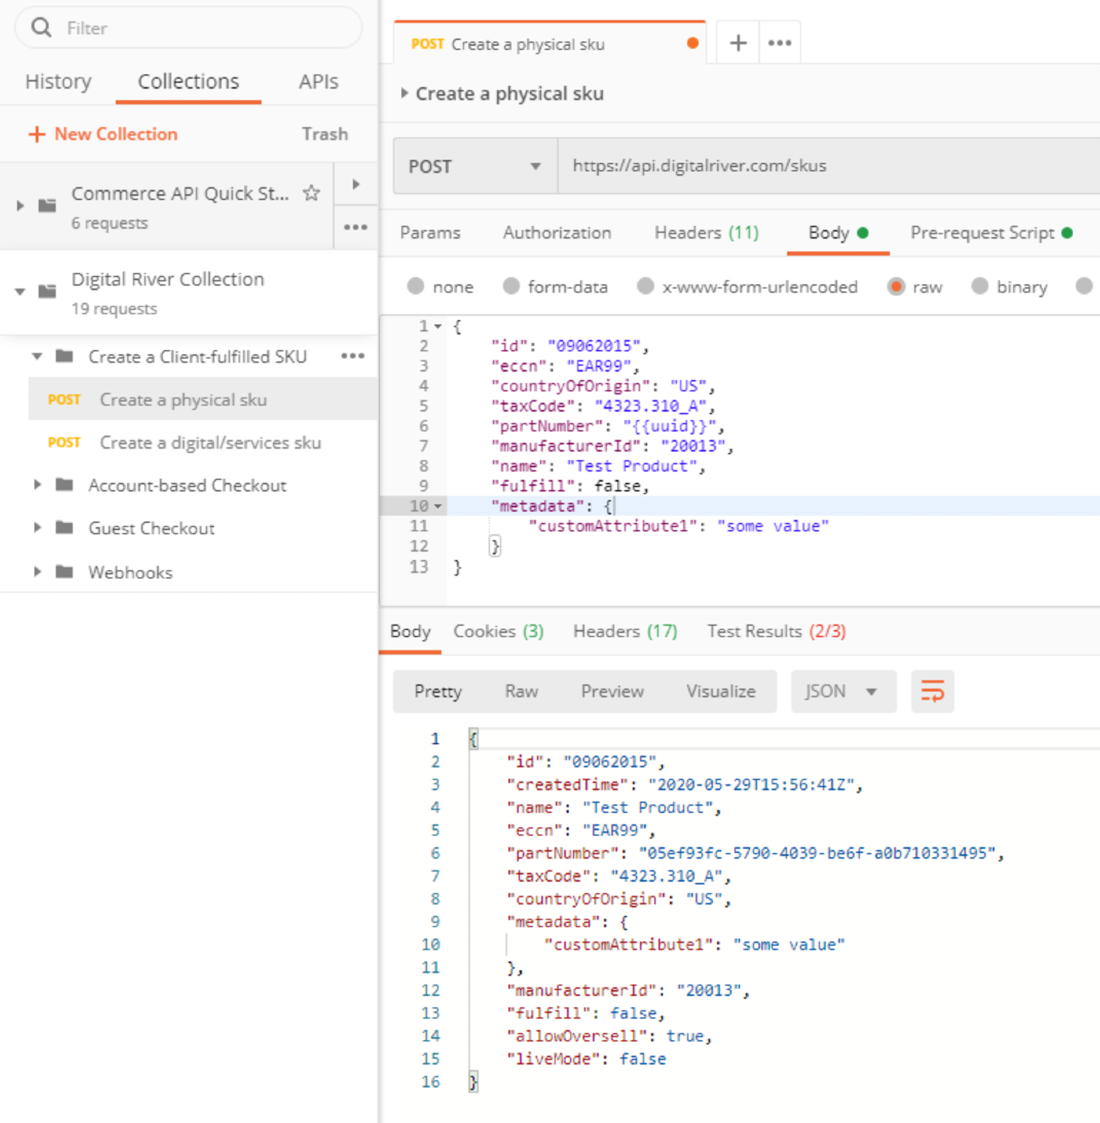 Filter
History Collections APIs
+ New Collection Trash
Commerce API Quick St...
6 requests
Digital River Collection
19 requests
Create a Client-fulfilled SKU
POST Create a physical sku
POST Create a digital/services sku
Account-based Checkout
Guest Checkout
Webhooks
POST Create a physical sku
Create a physical sku
POST https://api.digitalriver.com/skus
Params Authorization Headers (11) Body Pre-request Script
none form-data x-www-form-urlencoded raw binary
1 {
2 "id": "09062015",
3 "eccn": "EAR99",
4 "countryOfOrigin": "US",
5 "taxCode": "4323.310_A",
6 "partNumber": "{{uuid}}",
7 "manufacturerId": "20013",
8 "name": "Test Product",
9 "fulfill": false,
10 "metadata": {
11 "customAttribute1": "some value"
12 }
13 }
Body Cookies (3) Headers (17) Test Results (2/3)
Pretty Raw Preview Visualize JSON
1 {
2 "id": "09062015",
3 "createdTime": "2020-05-29T15:56:41Z",
4 "name": "Test Product",
5 "eccn": "EAR99",
6 "partNumber": "05ef93fc-5790-4039-be6f-a0b710331495",
7 "taxCode": "4323.310_A",
8 "countryOfOrigin": "US",
9 "metadata": {
10 "customAttribute1": "some value"
11 },
12 "manufacturerId": "20013",
13 "fulfill": false,
14 "allowOversell": true,
15 "liveMode": false
16 }